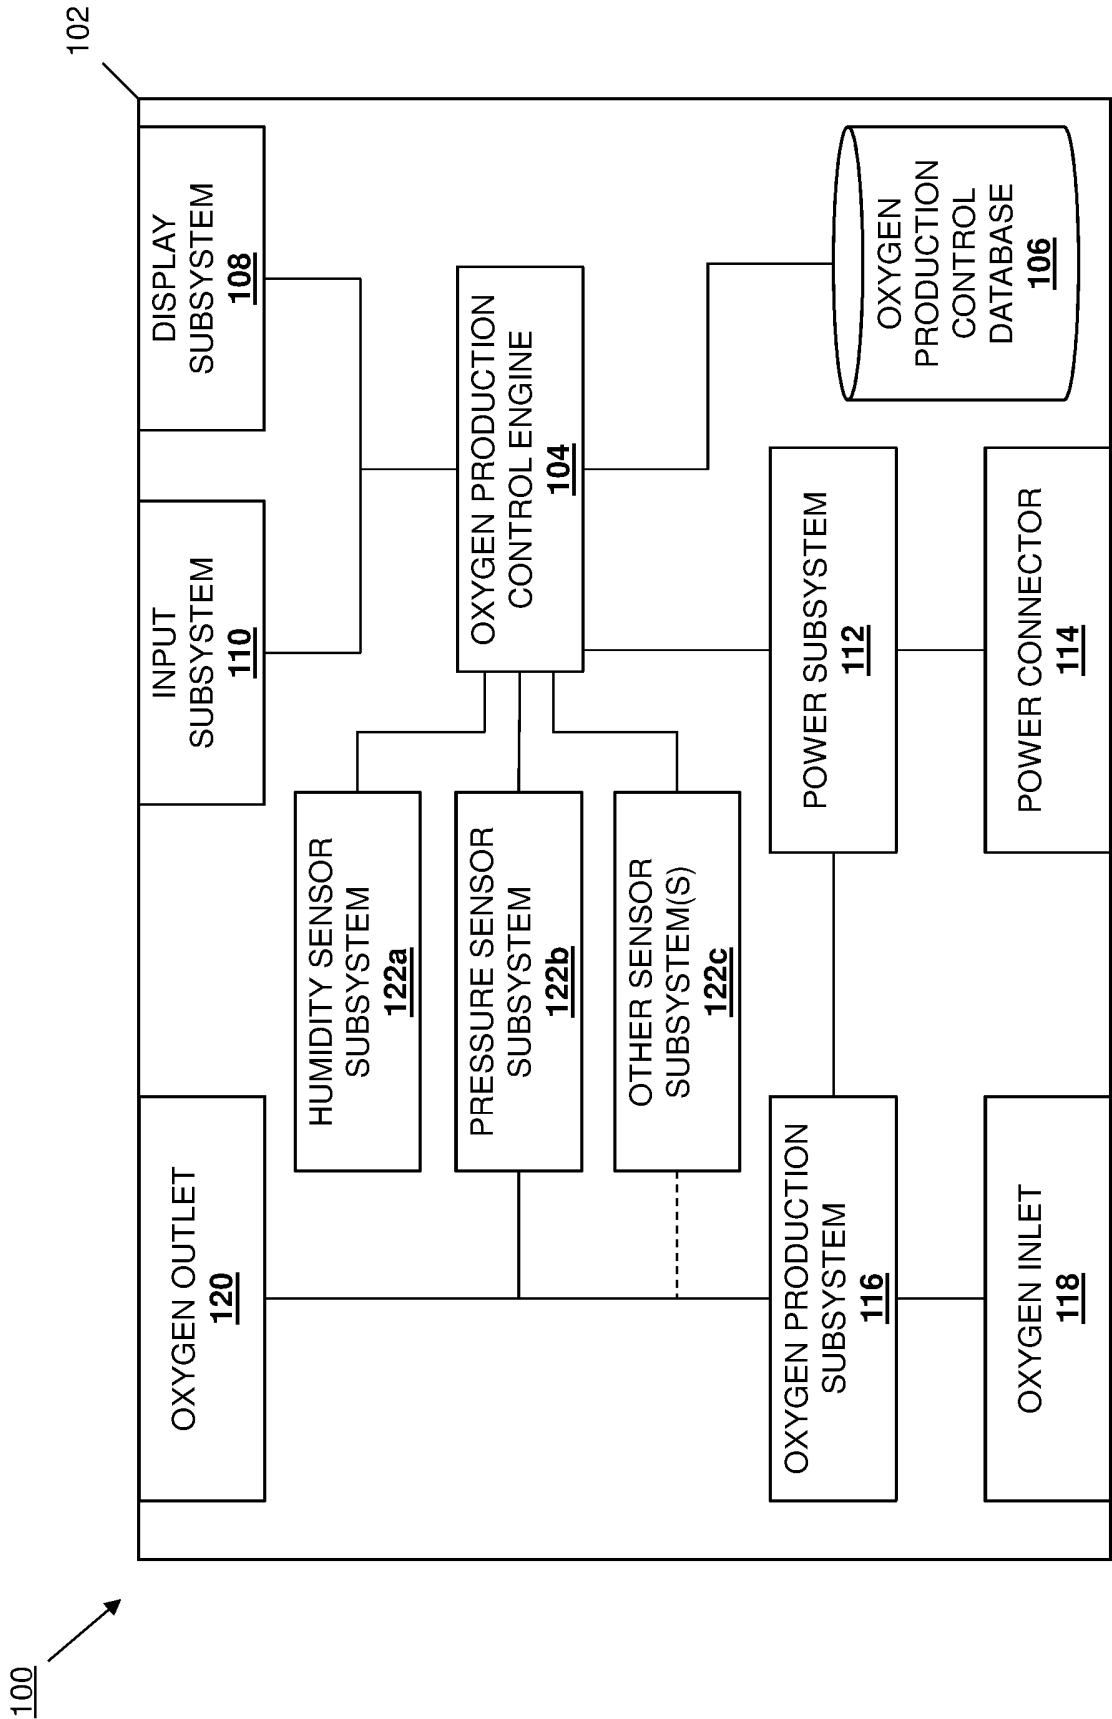 100
102
OXYGEN OUTLET
120
INPUT
SUBSYSTEM
110
DISPLAY
SUBSYSTEM
108
HUMIDITY SENSOR
SUBSYSTEM
122a
PRESSURE SENSOR
SUBSYSTEM
122b
OTHER SENSOR
SUBSYSTEM(S)
122c
OXYGEN PRODUCTION
CONTROL ENGINE
104
OXYGEN PRODUCTION
SUBSYSTEM
116
POWER SUBSYSTEM
112
OXYGEN
PRODUCTION
CONTROL
DATABASE
106
OXYGEN INLET
118
POWER CONNECTOR
114